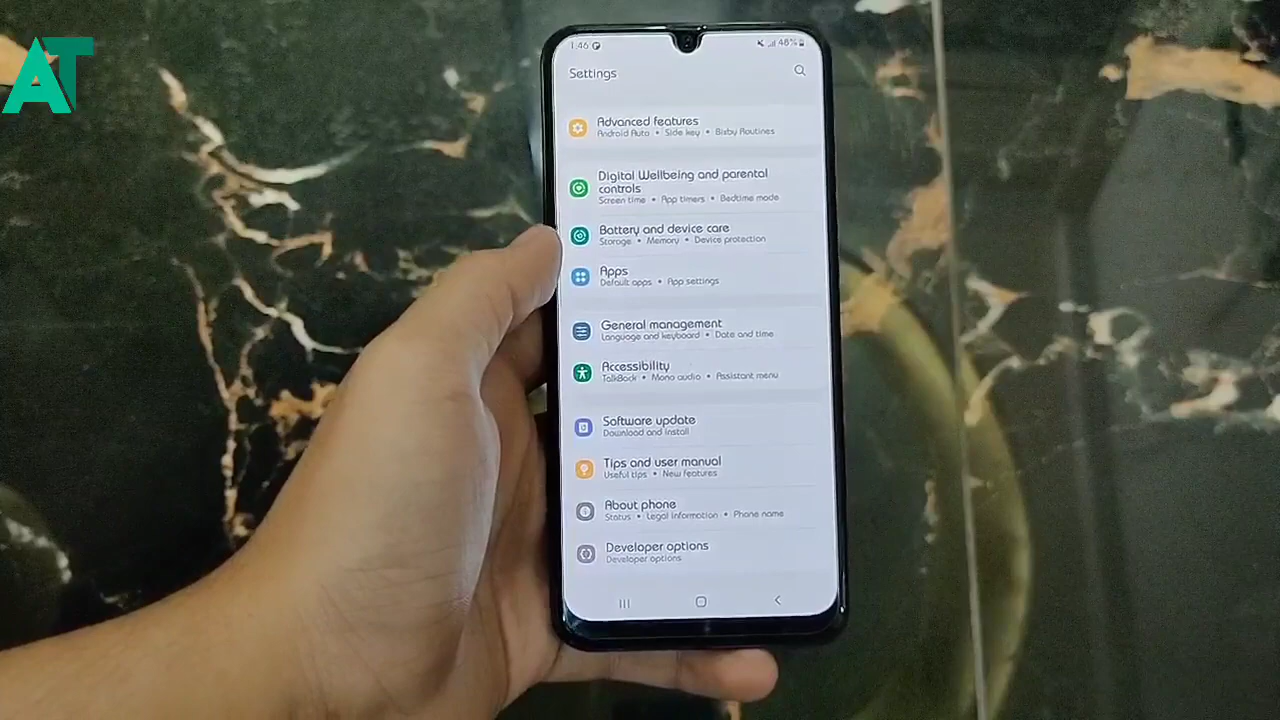 AT
1:46
48%
Settings
Advanced features
Android Auto • Side key • Bixby Routines
Digital Wellbeing and parental
controls
Screen time • App timers • Bedtime mode
Battery and device care
Storage • Memory • Device protection
Apps
Default apps • App settings
General management
Language and keyboard • Date and time
Accessibility
TalkBack • Mono audio • Assistant menu
Software update
Download and install
Tips and user manual
Useful tips • New features
About phone
Status • Legal information • Phone name
Developer options
Developer options